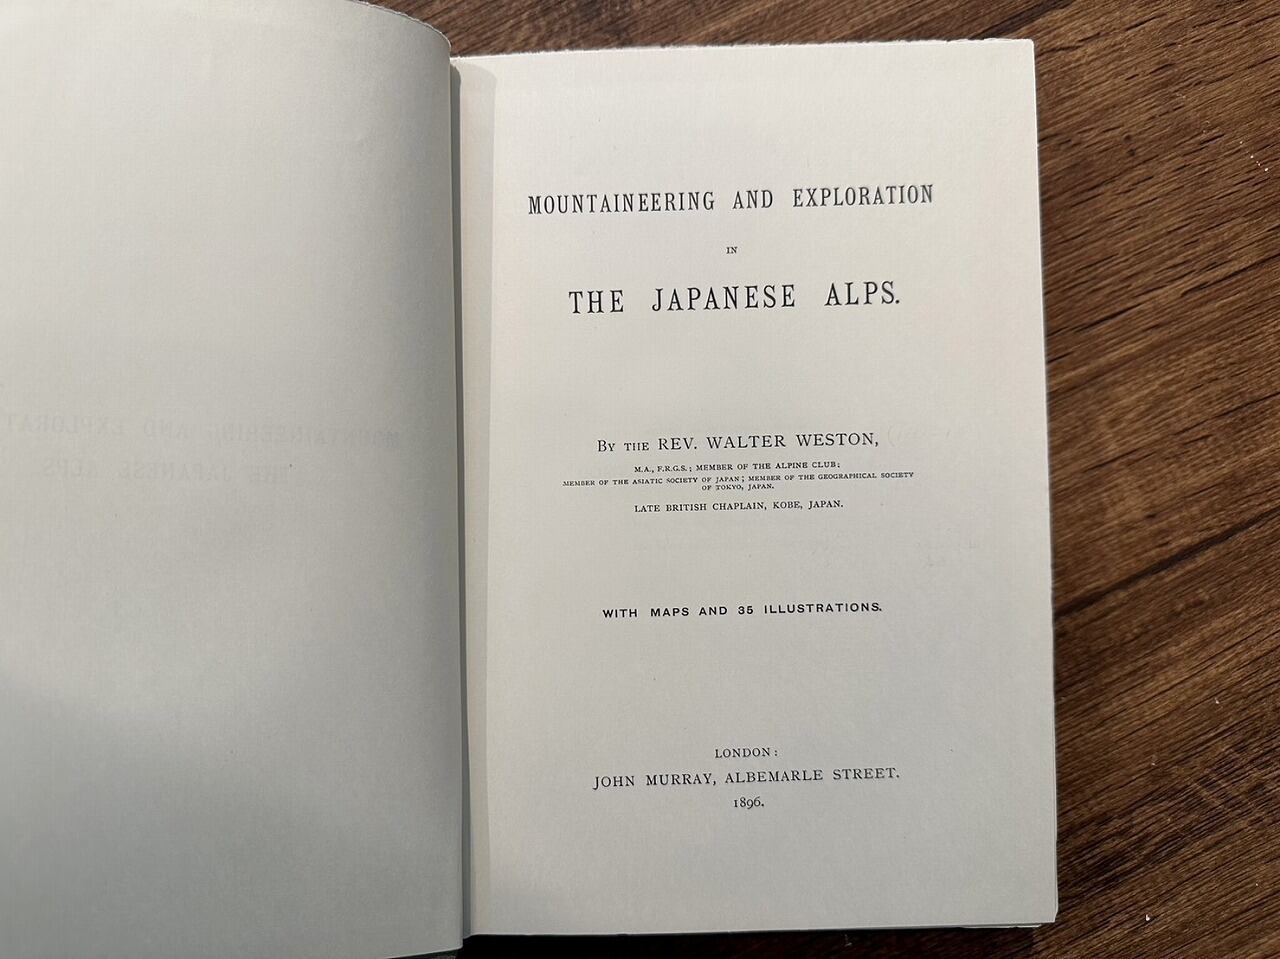 MOUNTAINEERING AND EXPLORATION
IN
THE JAPANESE ALPS.
BY THE REV. WALTER WESTON,
M.A., F.R.G.S.; MEMBER OF THE ALPINE CLUB;
MEMBER OF THE ASIATIC SOCIETY OF JAPAN; MEMBER OF THE GEOGRAPHICAL SOCIETY
OF TOKYO, JAPAN.
LATE BRITISH CHAPLAIN, KOBE, JAPAN.
WITH MAPS AND 35 ILLUSTRATIONS.
LONDON:
JOHN MURRAY, ALBEMARLE STREET.
1896.